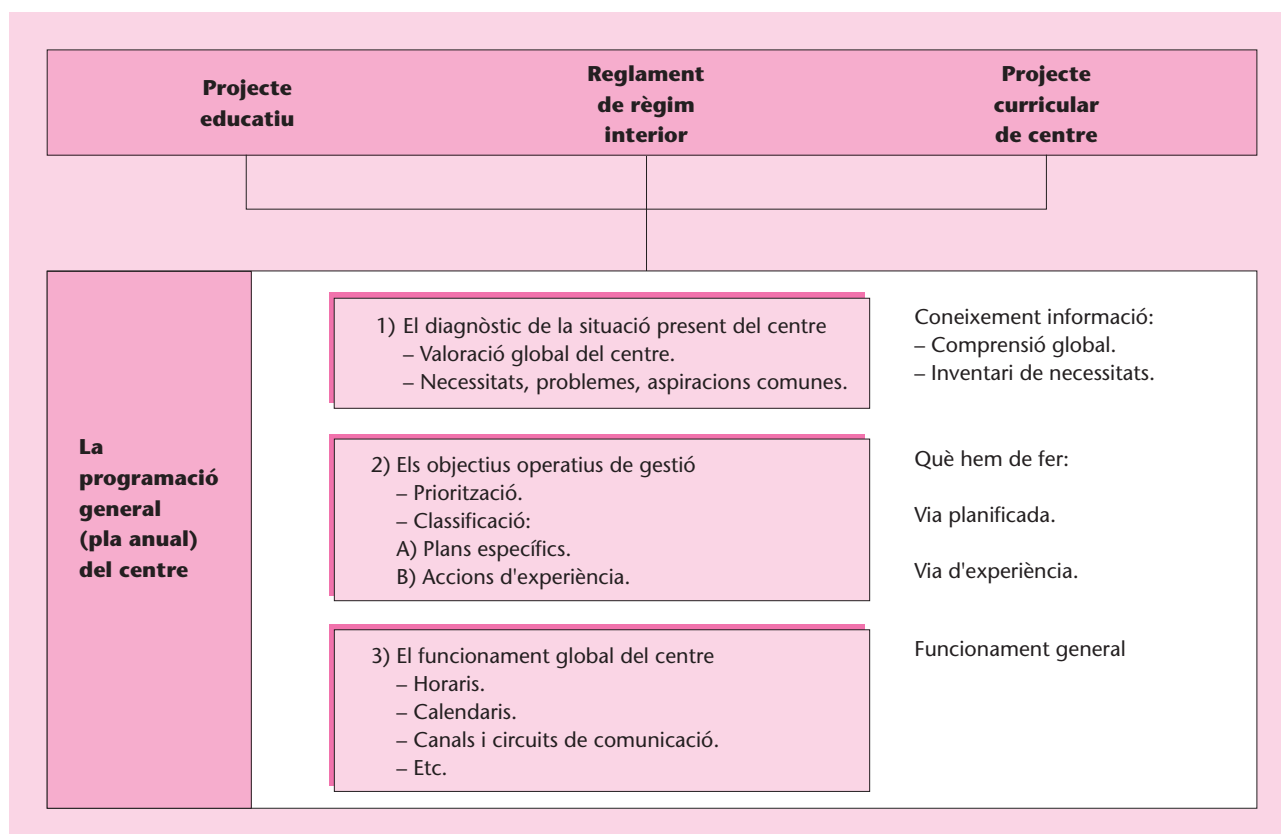 Projecte
educatiu
Reglament
de règim
interior
Projecte
curricular
de centre
La
programació
general
(pla anual)
del centre
1) El diagnòstic de la situació present del centre
– Valoració global del centre.
– Necessitats, problemes, aspiracions comunes.
Coneixement informació:
– Comprensió global.
– Inventari de necessitats.
2) Els objectius operatius de gestió
– Priorització.
– Classificació:
A) Plans específics.
B) Accions d'experiència.
Què hem de fer:
Via planificada.
Via d'experiència.
3) El funcionament global del centre
– Horaris.
– Calendaris.
– Canals i circuits de comunicació.
– Etc.
Funcionament general